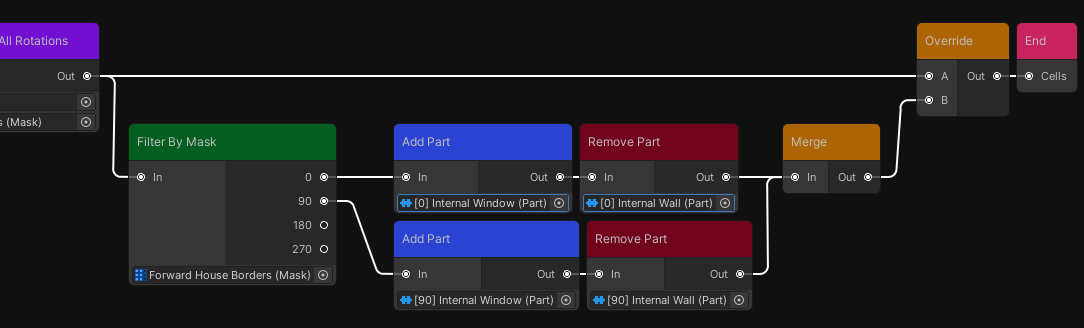 All Rotations
Out
s (Mask)
Override
A
Out
B
End
Cells
Filter By Mask
In
0
90
180
270
Forward House Borders (Mask)
Add Part
In
Out
[0] Internal Window (Part)
Remove Part
In
Out
[0] Internal Wall (Part)
Merge
In
Out
Add Part
In
Out
[90] Internal Window (Part)
Remove Part
In
Out
[90] Internal Wall (Part)